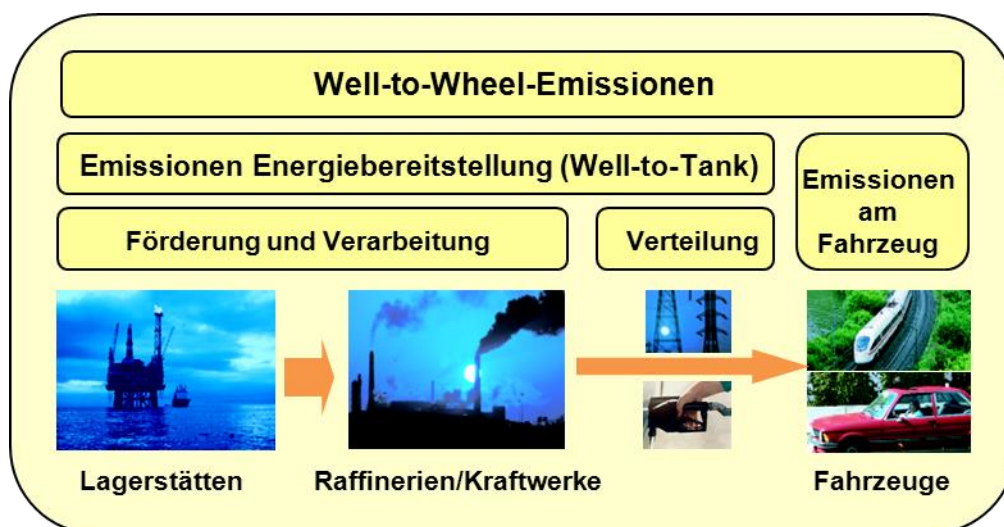 Well-to-Wheel-Emissionen
Emissionen Energiebereitstellung (Well-to-Tank)
Emissionen
am
Fahrzeug
Förderung und Verarbeitung
Verteilung
Lagerstätten
Raffinerien/Kraftwerke
Fahrzeuge